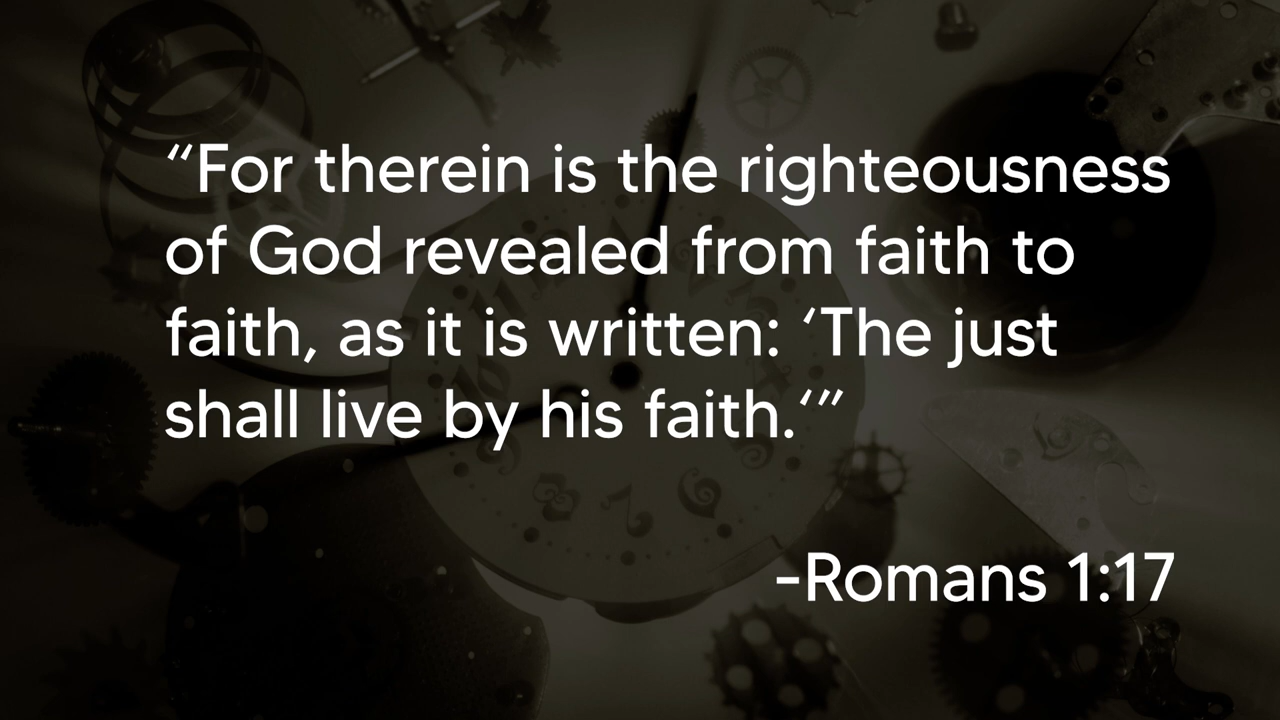 “For therein is the righteousness
of God revealed from faith to
faith, as it is written: ‘The just
shall live by his faith.‘”
-Romans 1:17